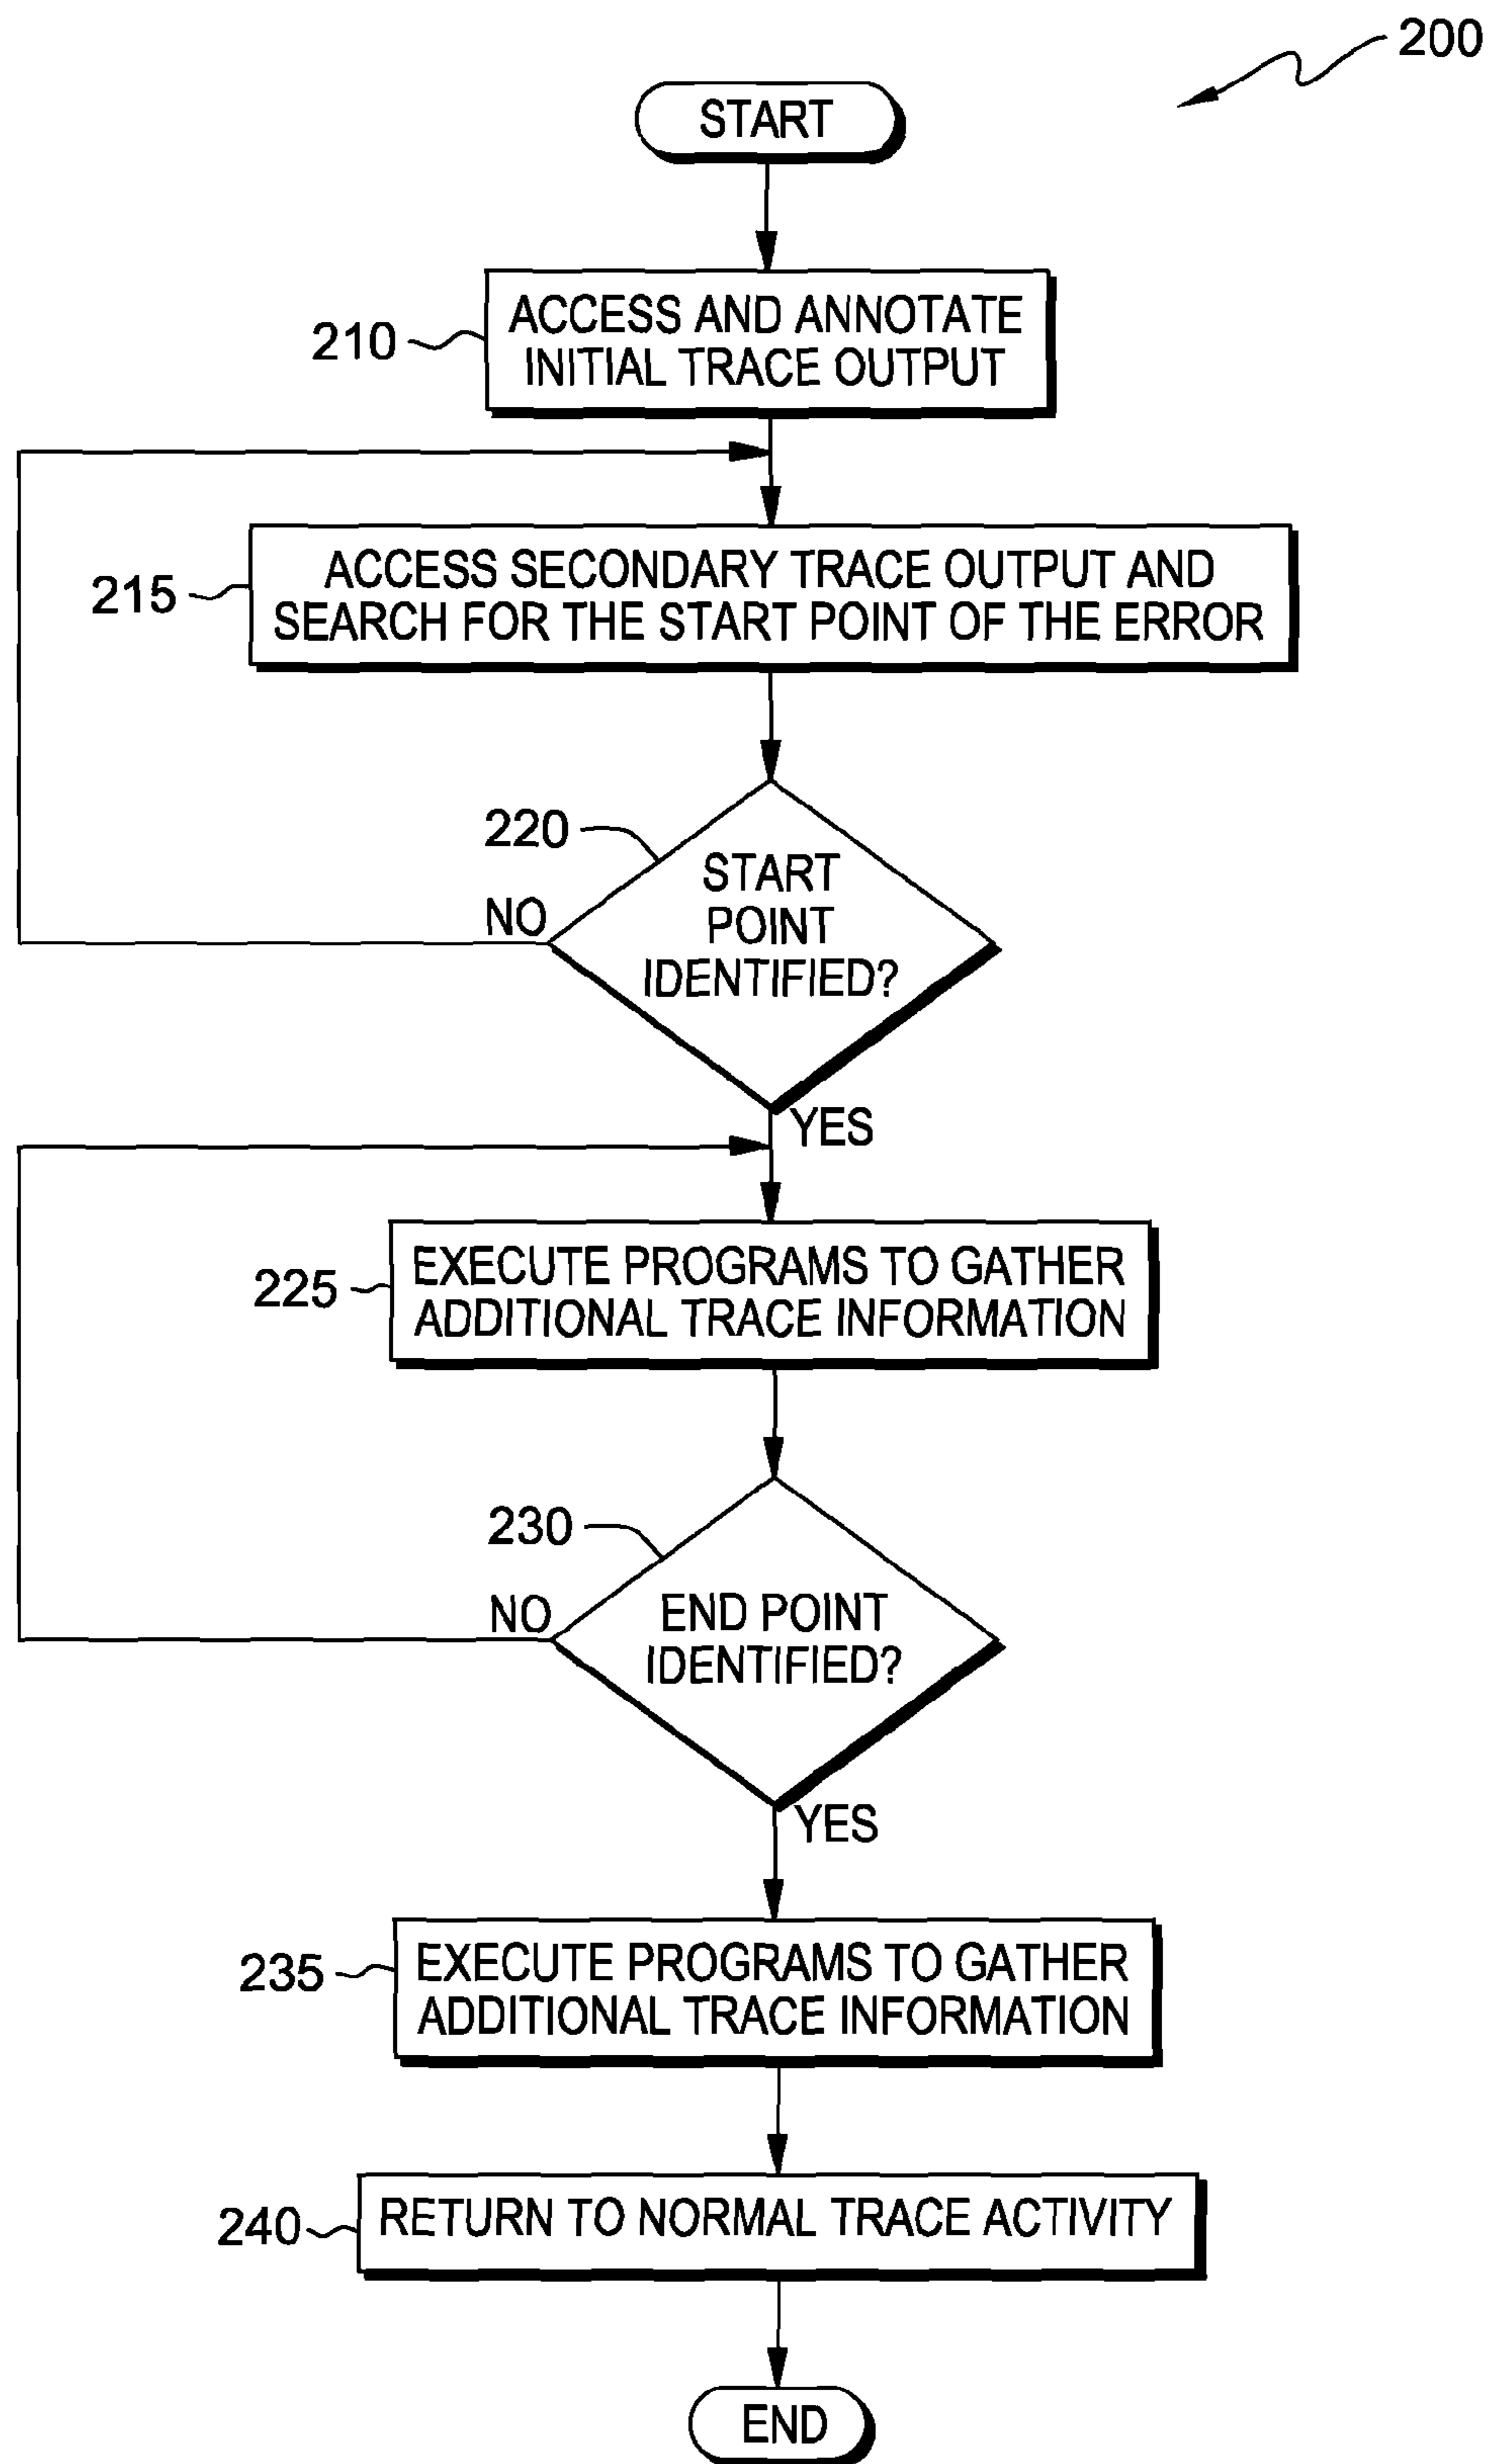 200
START
210
ACCESS AND ANNOTATE
INITIAL TRACE OUTPUT
215
ACCESS SECONDARY TRACE OUTPUT AND
SEARCH FOR THE START POINT OF THE ERROR
220
START
POINT
IDENTIFIED?
NO
YES
225
EXECUTE PROGRAMS TO GATHER
ADDITIONAL TRACE INFORMATION
230
END POINT
IDENTIFIED?
NO
YES
235
EXECUTE PROGRAMS TO GATHER
ADDITIONAL TRACE INFORMATION
240
RETURN TO NORMAL TRACE ACTIVITY
END